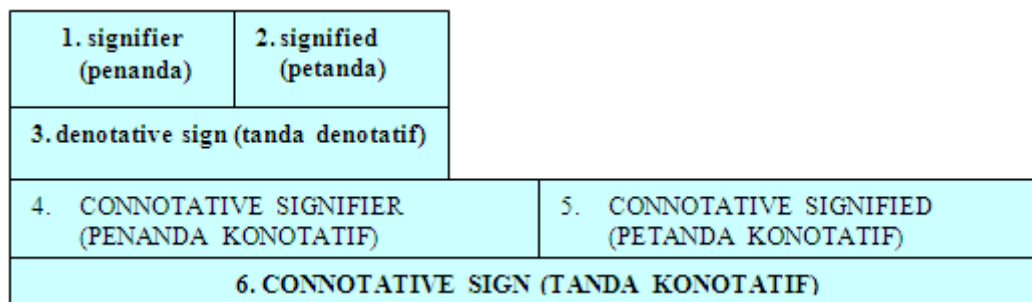 1. signifier
(penanda)
2. signified
(petanda)
3. denotative sign (tanda denotatif)
4. CONNOTATIVE SIGNIFIER
(PENANDA KONOTATIF)
5. CONNOTATIVE SIGNIFIED
(PETANDA KONOTATIF)
6. CONNOTATIVE SIGN (TANDA KONOTATIF)